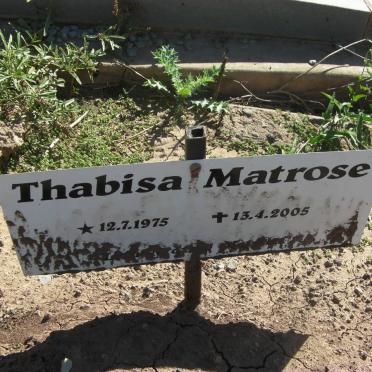 Thabisa Matrose
★ 12.7.1975 ✝ 13.4.2005